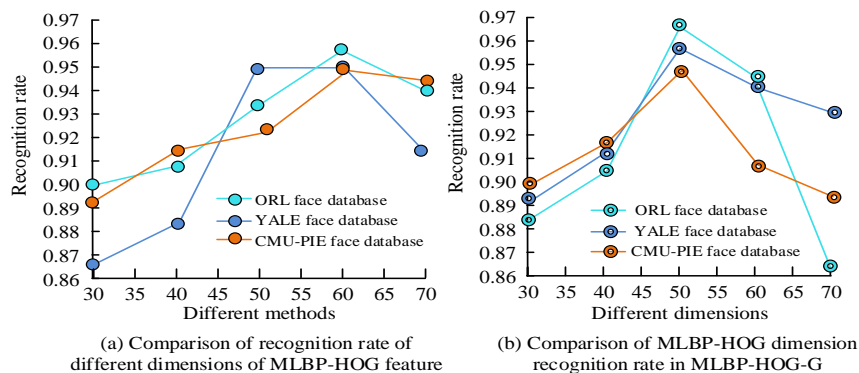 Recognition rate
0.97
0.96
0.95
0.94
0.93
0.92
0.91
0.90
0.89
0.88
0.87
0.86
30 35 40 45 50 55 60 65 70
Different methods
ORL face database
YALE face database
CMU-PIE face database
(a) Comparison of recognition rate of
different dimensions of MLBP-HOG feature
Recognition rate
0.97
0.96
0.95
0.94
0.93
0.92
0.91
0.90
0.89
0.88
0.87
0.86
30 35 40 45 50 55 60 65 70
Different dimensions
ORL face database
YALE face database
CMU-PIE face database
(b) Comparison of MLBP-HOG dimension
recognition rate in MLBP-HOG-G